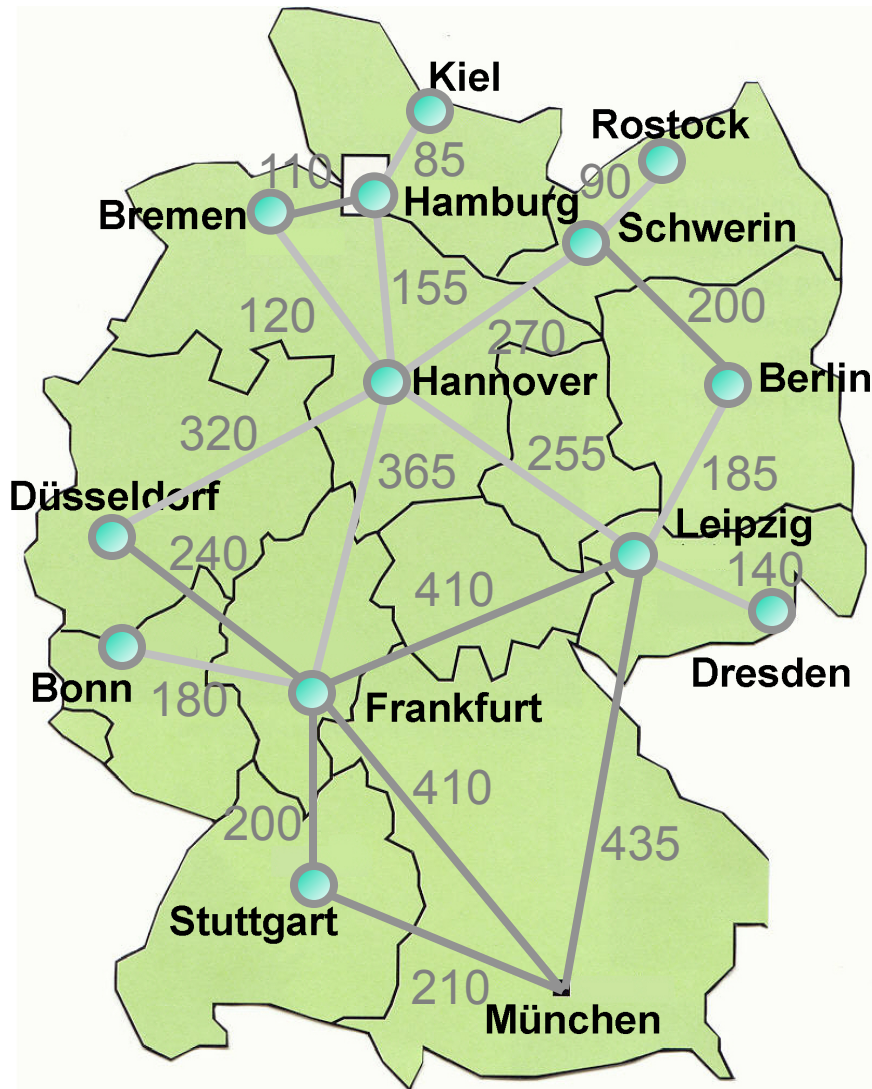 Kiel
Rostock
110
85
90
Bremen
Hamburg
Schwerin
155
200
120
270
Hannover
Berlin
320
255
365
185
Düsseldorf
Leipzig
240
140
410
Bonn
180
Dresden
Frankfurt
410
200
435
Stuttgart
210
München